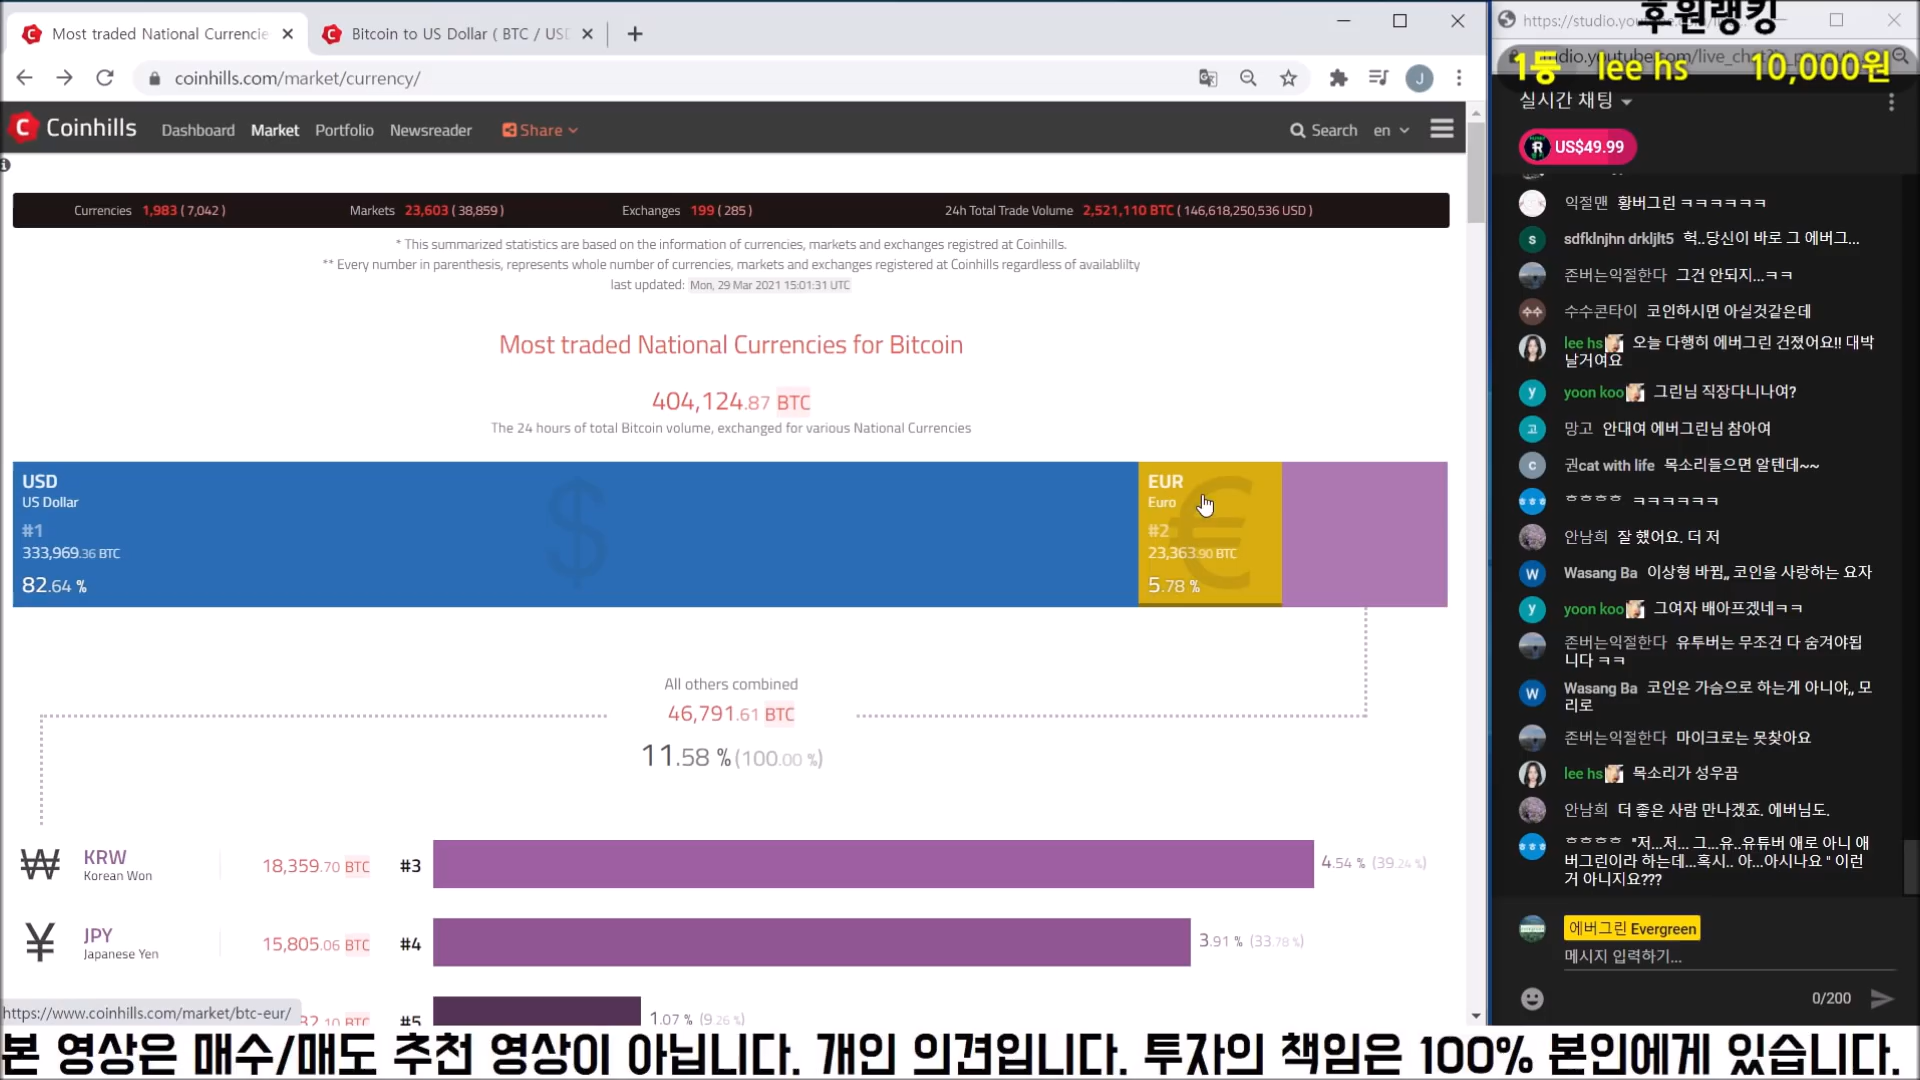 Most traded National Currencie
Bitcoin to US Dollar ( BTC / USD
coinhills.com/market/currency/
J
Coinhills
Dashboard
Market
Portfolio
Newsreader
Share
Search
en
Currencies 1,983 ( 7,042 )
Markets 23,603 ( 38,859 )
Exchanges 199 ( 285 )
24h Total Trade Volume 2,521,110 BTC ( 146,618,250,536 USD )
* This summarized statistics are based on the information of currencies, markets and exchanges registred at Coinhills.
** Every number in parenthesis, represents whole number of currencies, markets and exchanges registered at Coinhills regardless of availablilty
last updated: Mon, 29 Mar 2021 15:01:31 UTC
Most traded National Currencies for Bitcoin
404,124.87 BTC
The 24 hours of total Bitcoin volume, exchanged for various National Currencies
USD
US Dollar
#1
333,969.36 BTC
82.64 %
$
EUR
Euro
#2
23,363.90 BTC
5.78 %
€
All others combined
46,791.61 BTC
11.58 % (100.00 %)
₩ KRW
Korean Won
18,359.70 BTC #3
4.54 % (39.24 %)
¥ JPY
Japanese Yen
15,805.06 BTC #4
3.91 % (33.78 %)
32.10 BTC #5
1.07 % (9.26 %)
https://www.coinhills.com/market/btc-eur/
후원랭킹
1등 lee hs 10,000원
실시간 채팅
US$49.99
익절맨 황버그린 ㅋㅋㅋㅋㅋㅋ
sdfklnjhn drkljlt5 헉..당신이 바로 그 에버그...
존버는익절한다 그건 안되지...ㅋㅋ
수수콘타이 코인하시면 아실것같은데
lee hs 오늘 다행히 에버그린 건졌어요!! 대박
날거여요
yoon koo 그린님 직장다니나여?
망고 안대여 에버그린님 참아여
권cat with life 목소리들으면 알텐데~~
ㅎㅎㅎㅎ ㅋㅋㅋㅋㅋㅋ
안남희 잘 했어요. 더 저
Wasang Ba 이상형 바뀜,, 코인을 사랑하는 요자
yoon koo 그여자 배아프겠네ㅋㅋ
존버는익절한다 유투버는 무조건 다 숨겨야됩
니다 ㅋㅋ
Wasang Ba 코인은 가슴으로 하는게 아니야,, 모
리로
존버는익절한다 마이크로는 못찾아요
lee hs 목소리가 성우끔
안남희 더 좋은 사람 만나겠죠. 에버님도.
ㅎㅎㅎㅎ "저...저... 그...유..유튜버 애로 아니 애
버그린이라 하는데...혹시.. 아...아시나요 " 이런
거 아니지요???
에버그린 Evergreen
메시지 입력하기...
0/200
본 영상은 매수/매도 추천 영상이 아닙니다. 개인 의견입니다. 투자의 책임은 100% 본인에게 있습니다.